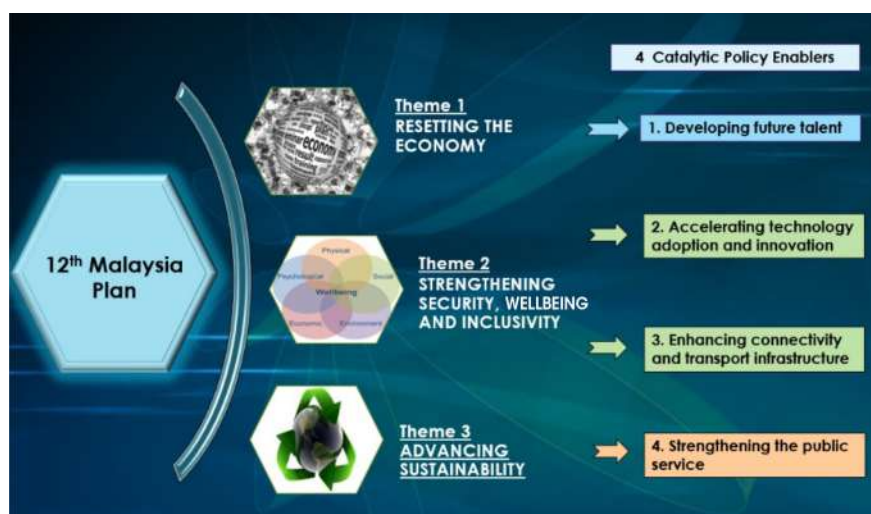 12th Malaysia
Plan
Theme 1
RESETTING THE
ECONOMY
economy
Theme 2
STRENGTHENING
SECURITY, WELLBEING
AND INCLUSIVITY
Physical
Psychological
Social
Wellbeing
Economic
Environment
Theme 3
ADVANCING
SUSTAINABILITY
4 Catalytic Policy Enablers
1. Developing future talent
2. Accelerating technology
adoption and innovation
3. Enhancing connectivity
and transport infrastructure
4. Strengthening the public
service